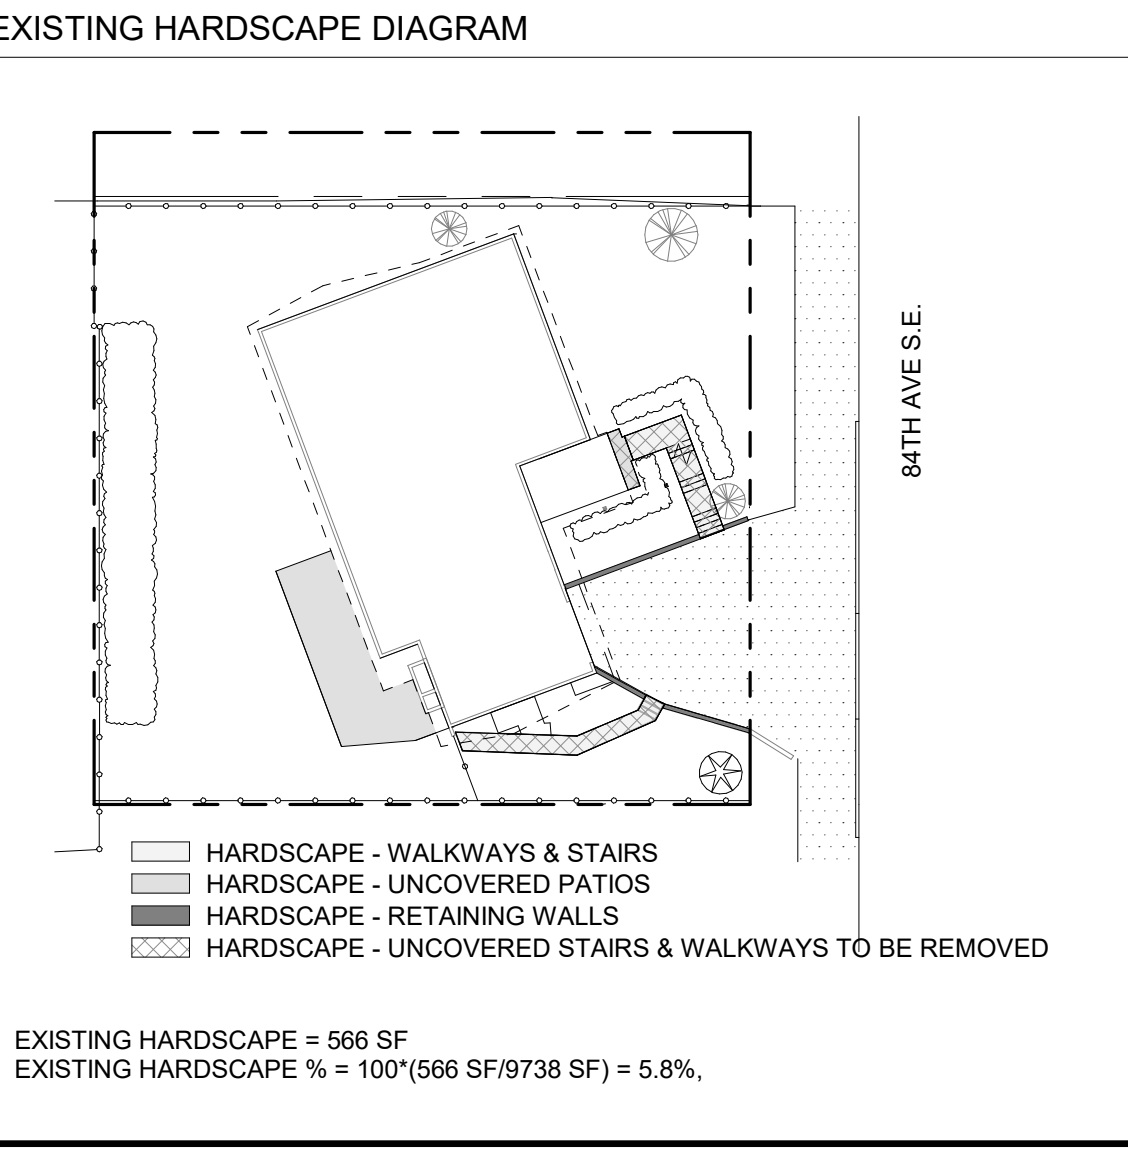 EXISTING HARDSCAPE DIAGRAM
84TH AVE S.E.
HARDSCAPE - WALKWAYS & STAIRS
HARDSCAPE - UNCOVERED PATIOS
HARDSCAPE - RETAINING WALLS
HARDSCAPE - UNCOVERED STAIRS & WALKWAYS TO BE REMOVED
EXISTING HARDSCAPE = 566 SF
EXISTING HARDSCAPE % = 100*(566 SF/9738 SF) = 5.8%,